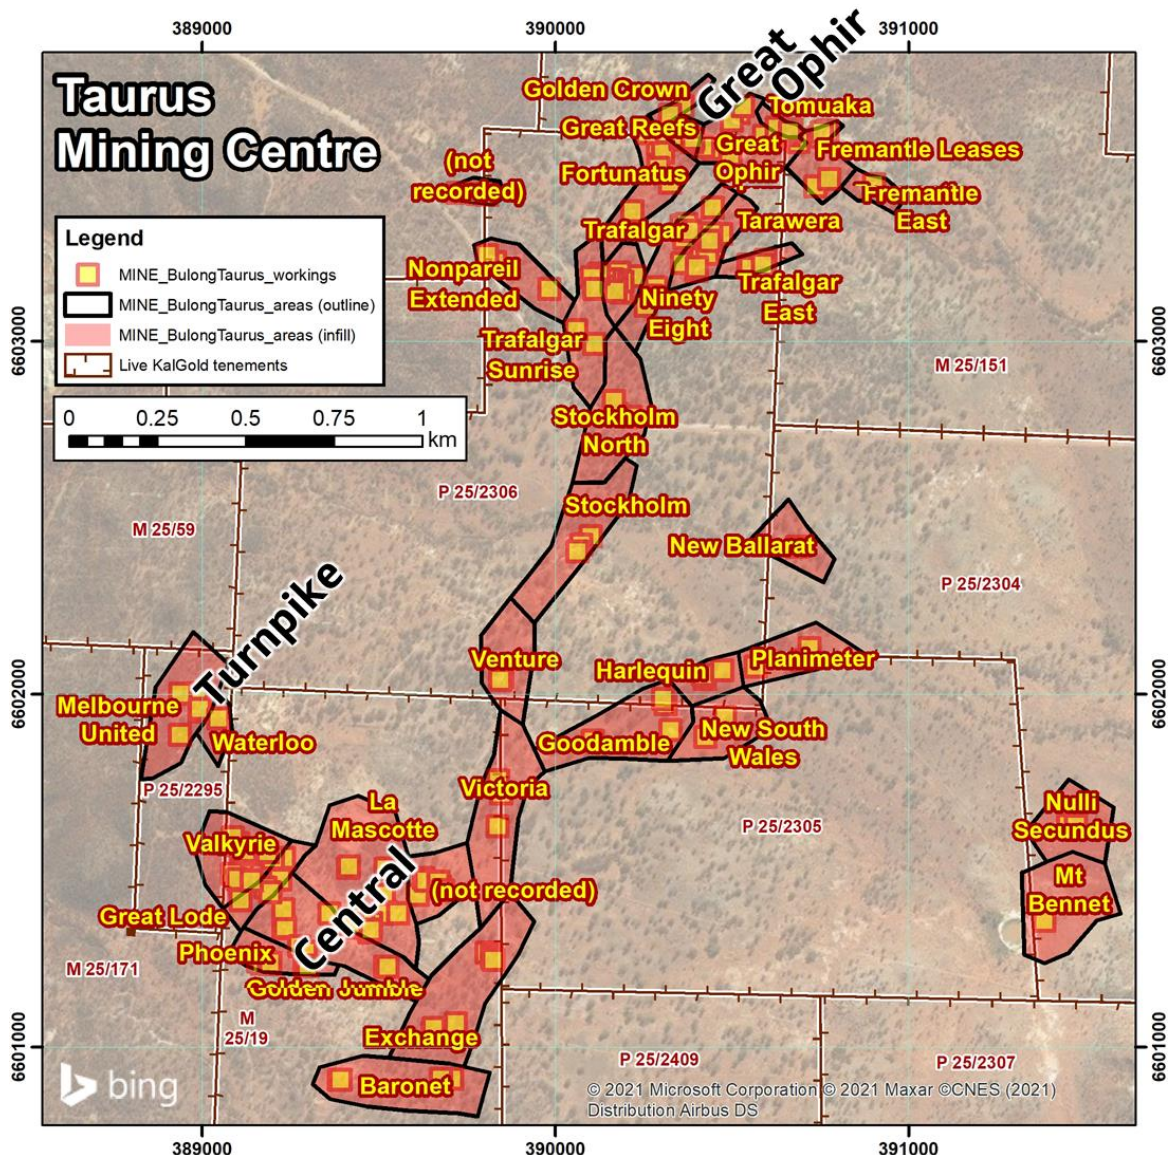 389000
390000
391000
Taurus
Mining Centre
Great
Ophir
Golden Crown
Tomuaka
Great Reefs
Great
Ophir
Fremantle Leases
(not
recorded)
Fortunatus
Fremantle
East
Legend
MINE_BulongTaurus_workings
MINE_BulongTaurus_areas (outline)
MINE_BulongTaurus_areas (infill)
Live KalGold tenements
Trafalgar
Tarawera
Nonpareil
Extended
Trafalgar
East
Ninety
Eight
6603000
6603000
Trafalgar
Sunrise
M 25/151
0 0.25 0.5 0.75 1
km
Stockholm
North
P 25/2306
Stockholm
M 25/59
New Ballarat
P 25/2304
Turnpike
Venture
Harlequin
Planimeter
6602000
6602000
Melbourne
United
Waterloo
Goodamble
New South
Wales
P 25/2295
Victoria
La
Mascotte
P 25/2305
Nulli
Secundus
Valkyrie
Central
(not recorded)
Mt
Bennet
Great Lode
Phoenix
M 25/171
Golden Jumble
M
25/19
Exchange
6601000
6601000
P 25/2409
P 25/2307
Baronet
bing
© 2021 Microsoft Corporation © 2021 Maxar ©CNES (2021)
Distribution Airbus DS
389000
390000
391000